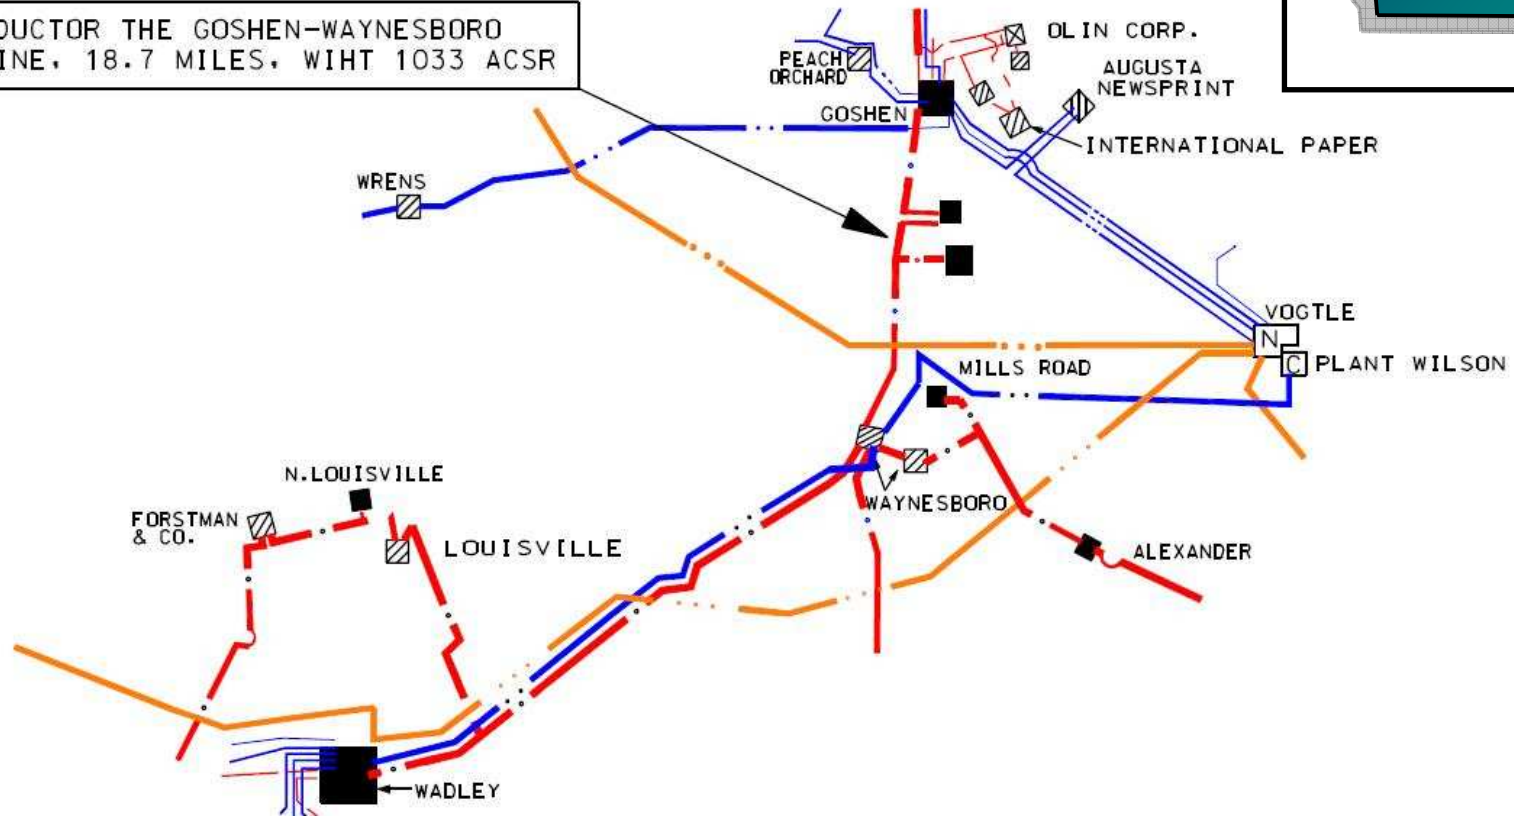 DUCTOR THE GOSHEN-WAYNESBORO
INE, 18.7 MILES, WIHT 1033 ACSR
OLIN CORP.
PEACH
ORCHARD
AUGUSTA
NEWSPRINT
GOSHEN
INTERNATIONAL PAPER
WRENS
VOGTLE
N
C
PLANT WILSON
MILLS ROAD
N.LOUISVILLE
WAYNESBORO
FORSTMAN
& CO.
LOUISVILLE
ALEXANDER
WADLEY